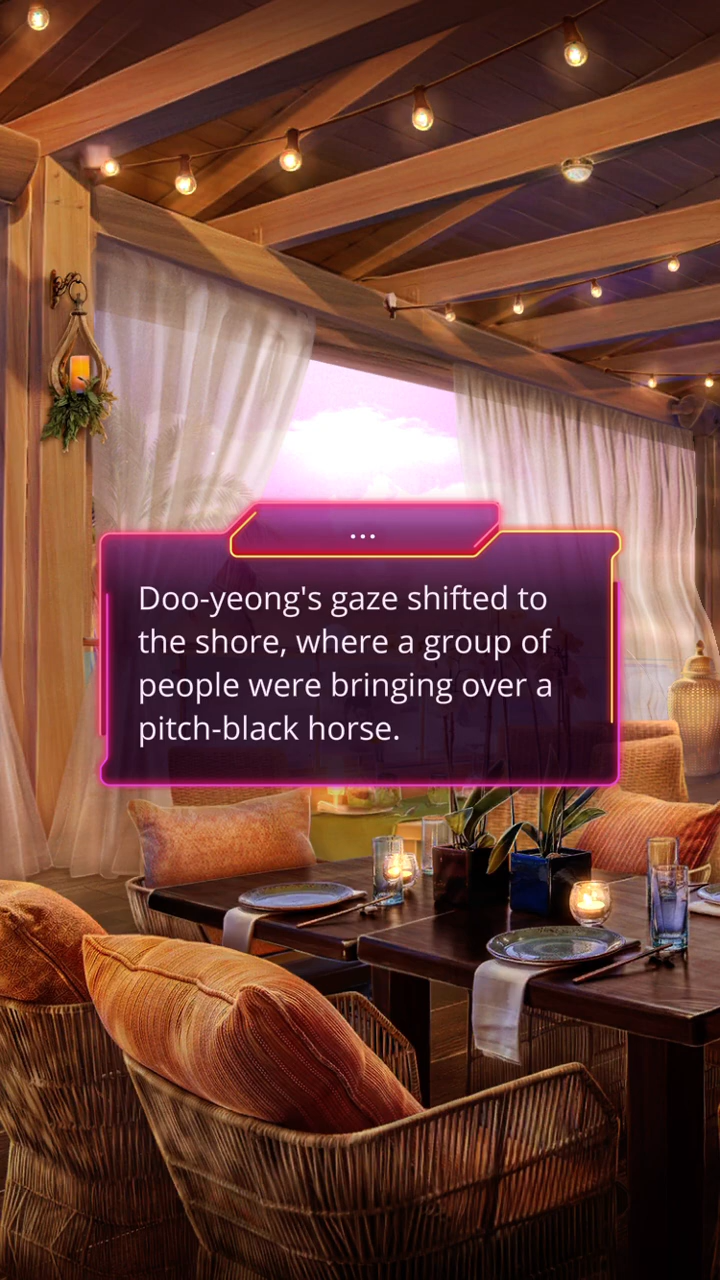 ...
Doo-yeong's gaze shifted to
the shore, where a group of
people were bringing over a
pitch-black horse.